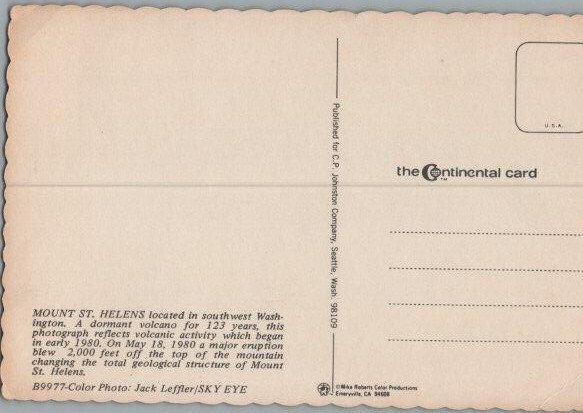 MOUNT ST. HELENS located in southwest Wash-
ington. A dormant volcano for 123 years, this
photograph reflects volcanic activity which began
in early 1980. On May 18, 1980 a major eruption
blew 2,000 feet off the top of the mountain
changing the total geological structure of Mount
St. Helens.
B9977-Color Photo: Jack Leffler/SKY EYE
Published for C.P. Johnston Company, Seattle, Wash. 98109
U.S.A.
the Continental card
TM
©Mike Roberts Color Productions
Emeryville, CA 94608